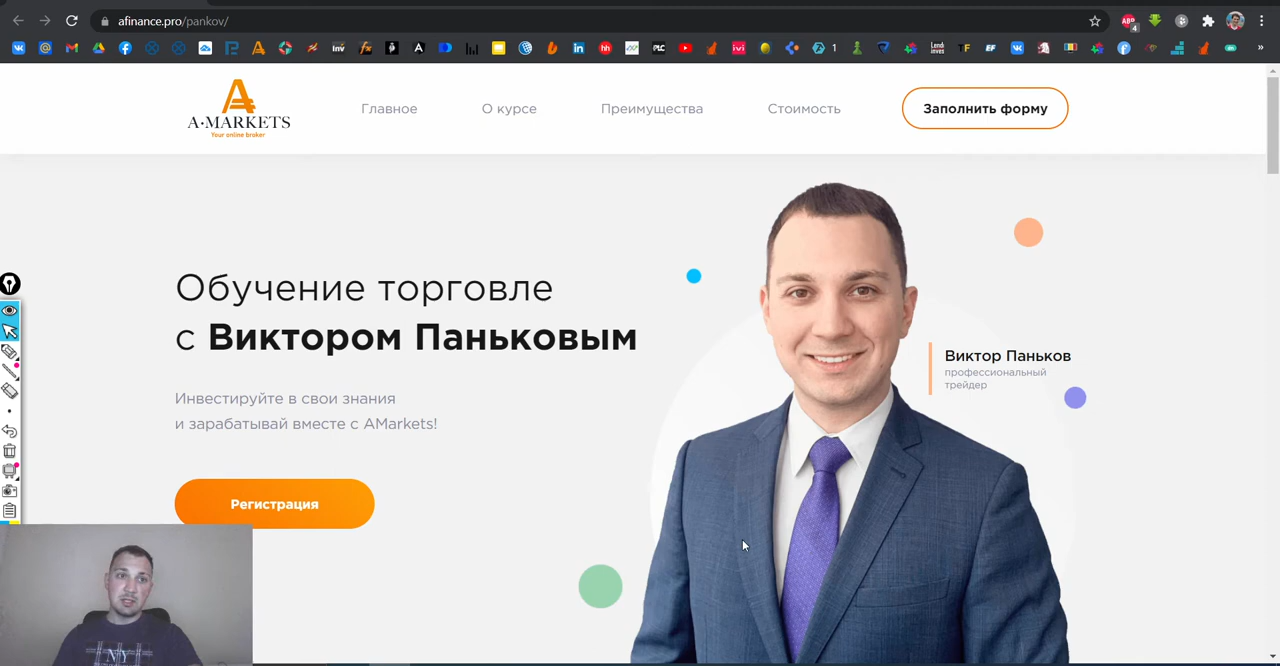 afinance.pro/pankov/
Главное
О курсе
Преимущества
Стоимость
Заполнить форму
A·MARKETS
Your online broker
Обучение торговле
с Виктором Паньковым
Инвестируйте в свои знания
и зарабатывай вместе с AMarkets!
Регистрация
Виктор Паньков
профессиональный
трейдер